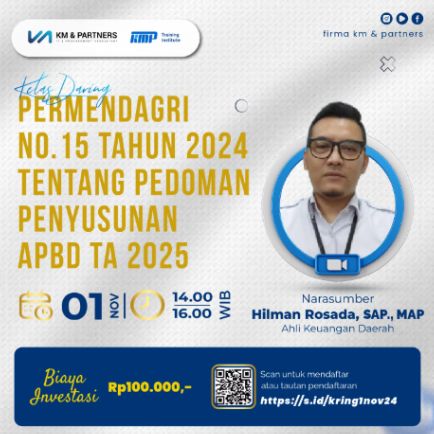 KM & PARTNERS
KMP Training Institute
firma km & partners
Kelas Daring
PERMENDAGRI
NO.15 TAHUN 2024
TENTANG PEDOMAN
PENYUSUNAN
APBD TA 2025
01 NOV
14.00
16.00 WIB
Narasumber
Hilman Rosada, SAP., MAP
Ahli Keuangan Daerah
Biaya
Investasi
Rp100.000,-
Scan untuk mendaftar
atau tautan pendaftaran
https://s.id/kring1nov24